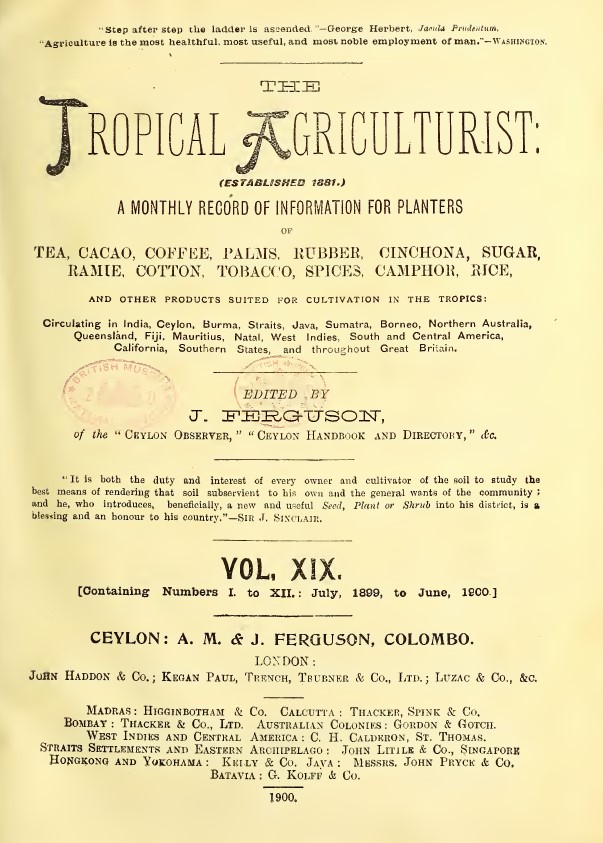 "Step after step the ladder is ascended."—George Herbert, Jacula Prudentum.
"Agriculture is the most healthful, most useful, and most noble employment of man."—Washington.
THE
TROPICAL AGRICULTURIST:
(ESTABLISHED 1881.)
A MONTHLY RECORD OF INFORMATION FOR PLANTERS
OF
TEA, CACAO, COFFEE, PALMS, RUBBER, CINCHONA, SUGAR,
RAMIE, COTTON, TOBACCO, SPICES, CAMPHOR, RICE,
AND OTHER PRODUCTS SUITED FOR CULTIVATION IN THE TROPICS:
Circulating in India, Ceylon, Burma, Straits, Java, Sumatra, Borneo, Northern Australia,
Queensland, Fiji, Mauritius, Natal, West Indies, South and Central America,
California, Southern States, and throughout Great Britain.
BRITISH MUSEUM
EDITED BY
J. FERGUSON,
of the "Ceylon Observer," "Ceylon Handbook and Directory," &c.
"It is both the duty and interest of every owner and cultivator of the soil to study the
best means of rendering that soil subservient to his own and the general wants of the community;
and he, who introduces, beneficially, a new and useful Seed, Plant or Shrub into his district, is a
blessing and an honour to his country."—Sir J. Sinclair.
VOL. XIX.
[Containing Numbers I. to XII.: July, 1899, to June, 1900.]
CEYLON: A. M. & J. FERGUSON, COLOMBO.
LONDON:
John Haddon & Co.; Kegan Paul, Trench, Trubner & Co., Ltd.; Luzac & Co., &c.
Madras: Higginbotham & Co. Calcutta: Thacker, Spink & Co.
Bombay: Thacker & Co., Ltd. Australian Colonies: Gordon & Gotch.
West Indies and Central America: C. H. Calderon, St. Thomas.
Straits Settlements and Eastern Archipelago: John Little & Co., Singapore
Hongkong and Yokohama: Kelly & Co. Java: Messrs. John Pryce & Co.
Batavia: G. Kolff & Co.
1900.